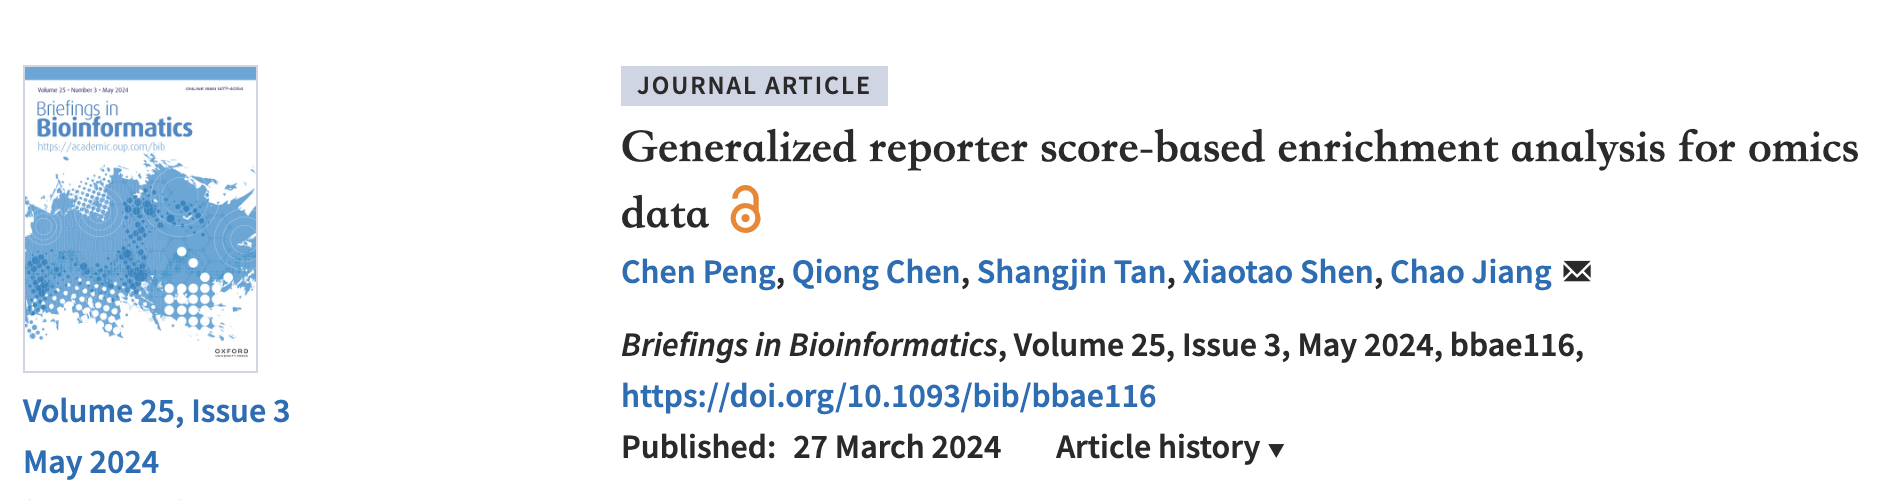 Volume 25 • Number 3 • May 2024
ONLINE ISSN 1477-4054
Briefings in
Bioinformatics
https://academic.oup.com/bib
OXFORD
UNIVERSITY PRESS
Volume 25, Issue 3
May 2024
JOURNAL ARTICLE
Generalized reporter score-based enrichment analysis for omics
data
Chen Peng, Qiong Chen, Shangjin Tan, Xiaotao Shen, Chao Jiang
Briefings in Bioinformatics, Volume 25, Issue 3, May 2024, bbae116,
https://doi.org/10.1093/bib/bbae116
Published: 27 March 2024 Article history